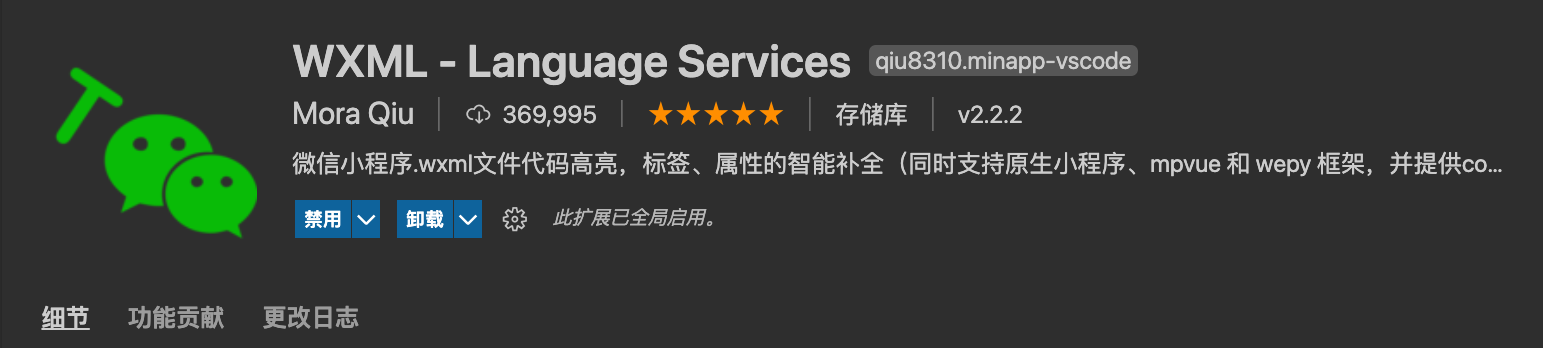 WXML - Language Services qiu8310.minapp-vscode
Mora Qiu 369,995 ★★★★★ 存储库 v2.2.2
微信小程序.wxml文件代码高亮，标签、属性的智能补全（同时支持原生小程序、mpvue 和 wepy 框架，并提供co...
禁用 卸载 此扩展已全局启用。
细节 功能贡献 更改日志